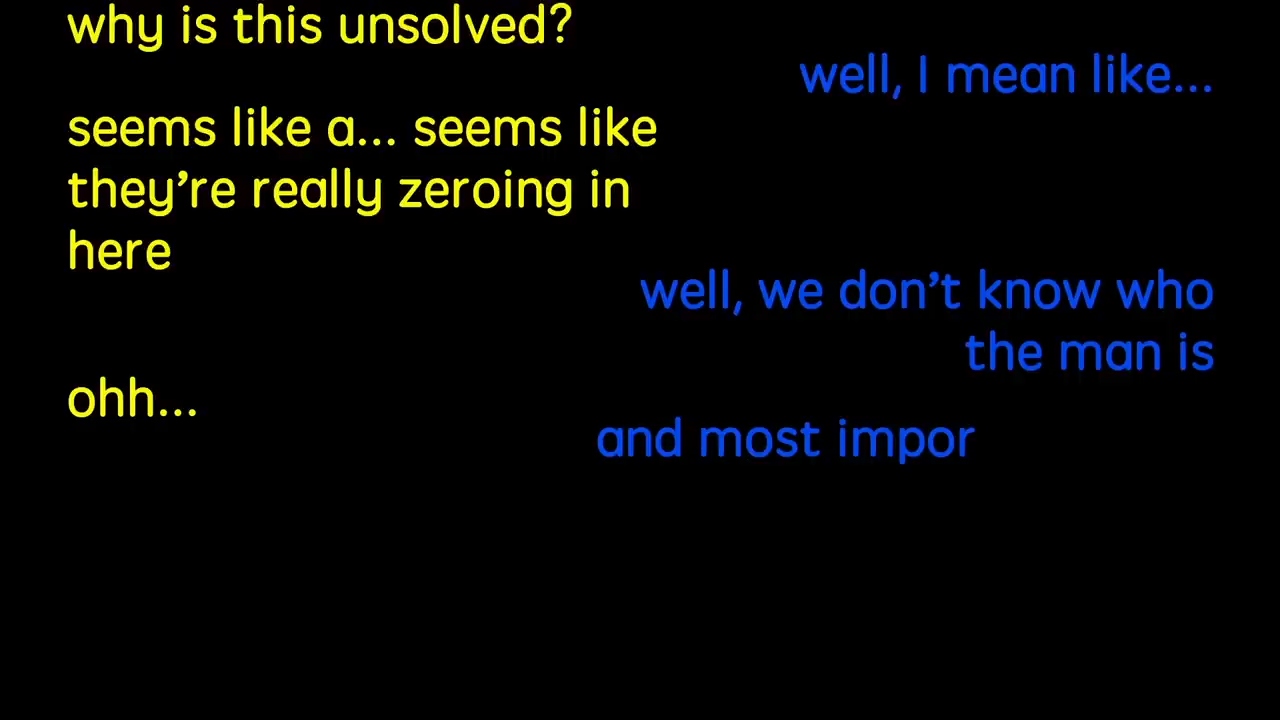 why is this unsolved?
well, I mean like...
seems like a... seems like
they’re really zeroing in
here
well, we don’t know who
the man is
ohh...
and most impor